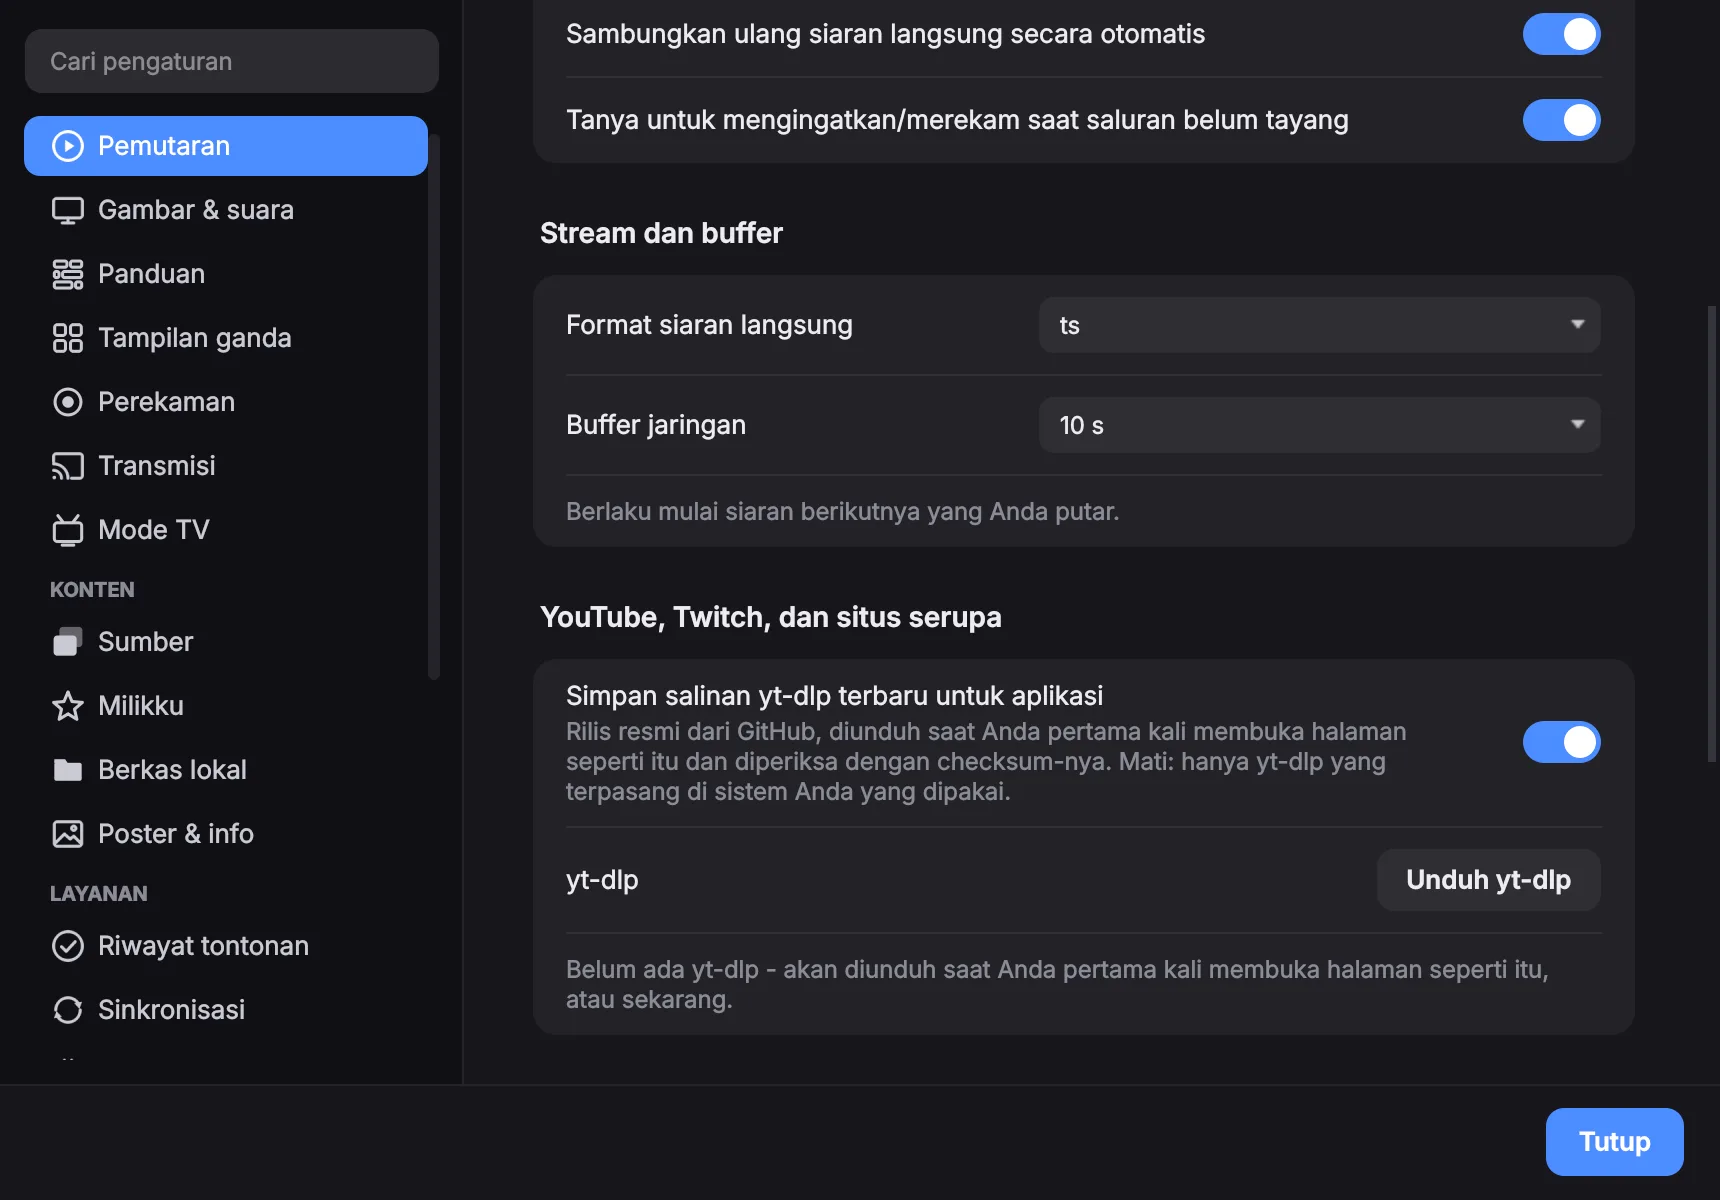 Cari pengaturan
Pemutaran
Gambar & suara
Panduan
Tampilan ganda
Perekaman
Transmisi
Mode TV
KONTEN
Sumber
Milikku
Berkas lokal
Poster & info
LAYANAN
Riwayat tontonan
Sinkronisasi
Sambungkan ulang siaran langsung secara otomatis
Tanya untuk mengingatkan/merekam saat saluran belum tayang
Stream dan buffer
Format siaran langsung
ts
Buffer jaringan
10 s
Berlaku mulai siaran berikutnya yang Anda putar.
YouTube, Twitch, dan situs serupa
Simpan salinan yt-dlp terbaru untuk aplikasi
Rilis resmi dari GitHub, diunduh saat Anda pertama kali membuka halaman
seperti itu dan diperiksa dengan checksum-nya. Mati: hanya yt-dlp yang
terpasang di sistem Anda yang dipakai.
yt-dlp
Unduh yt-dlp
Belum ada yt-dlp - akan diunduh saat Anda pertama kali membuka halaman seperti itu,
atau sekarang.
Tutup